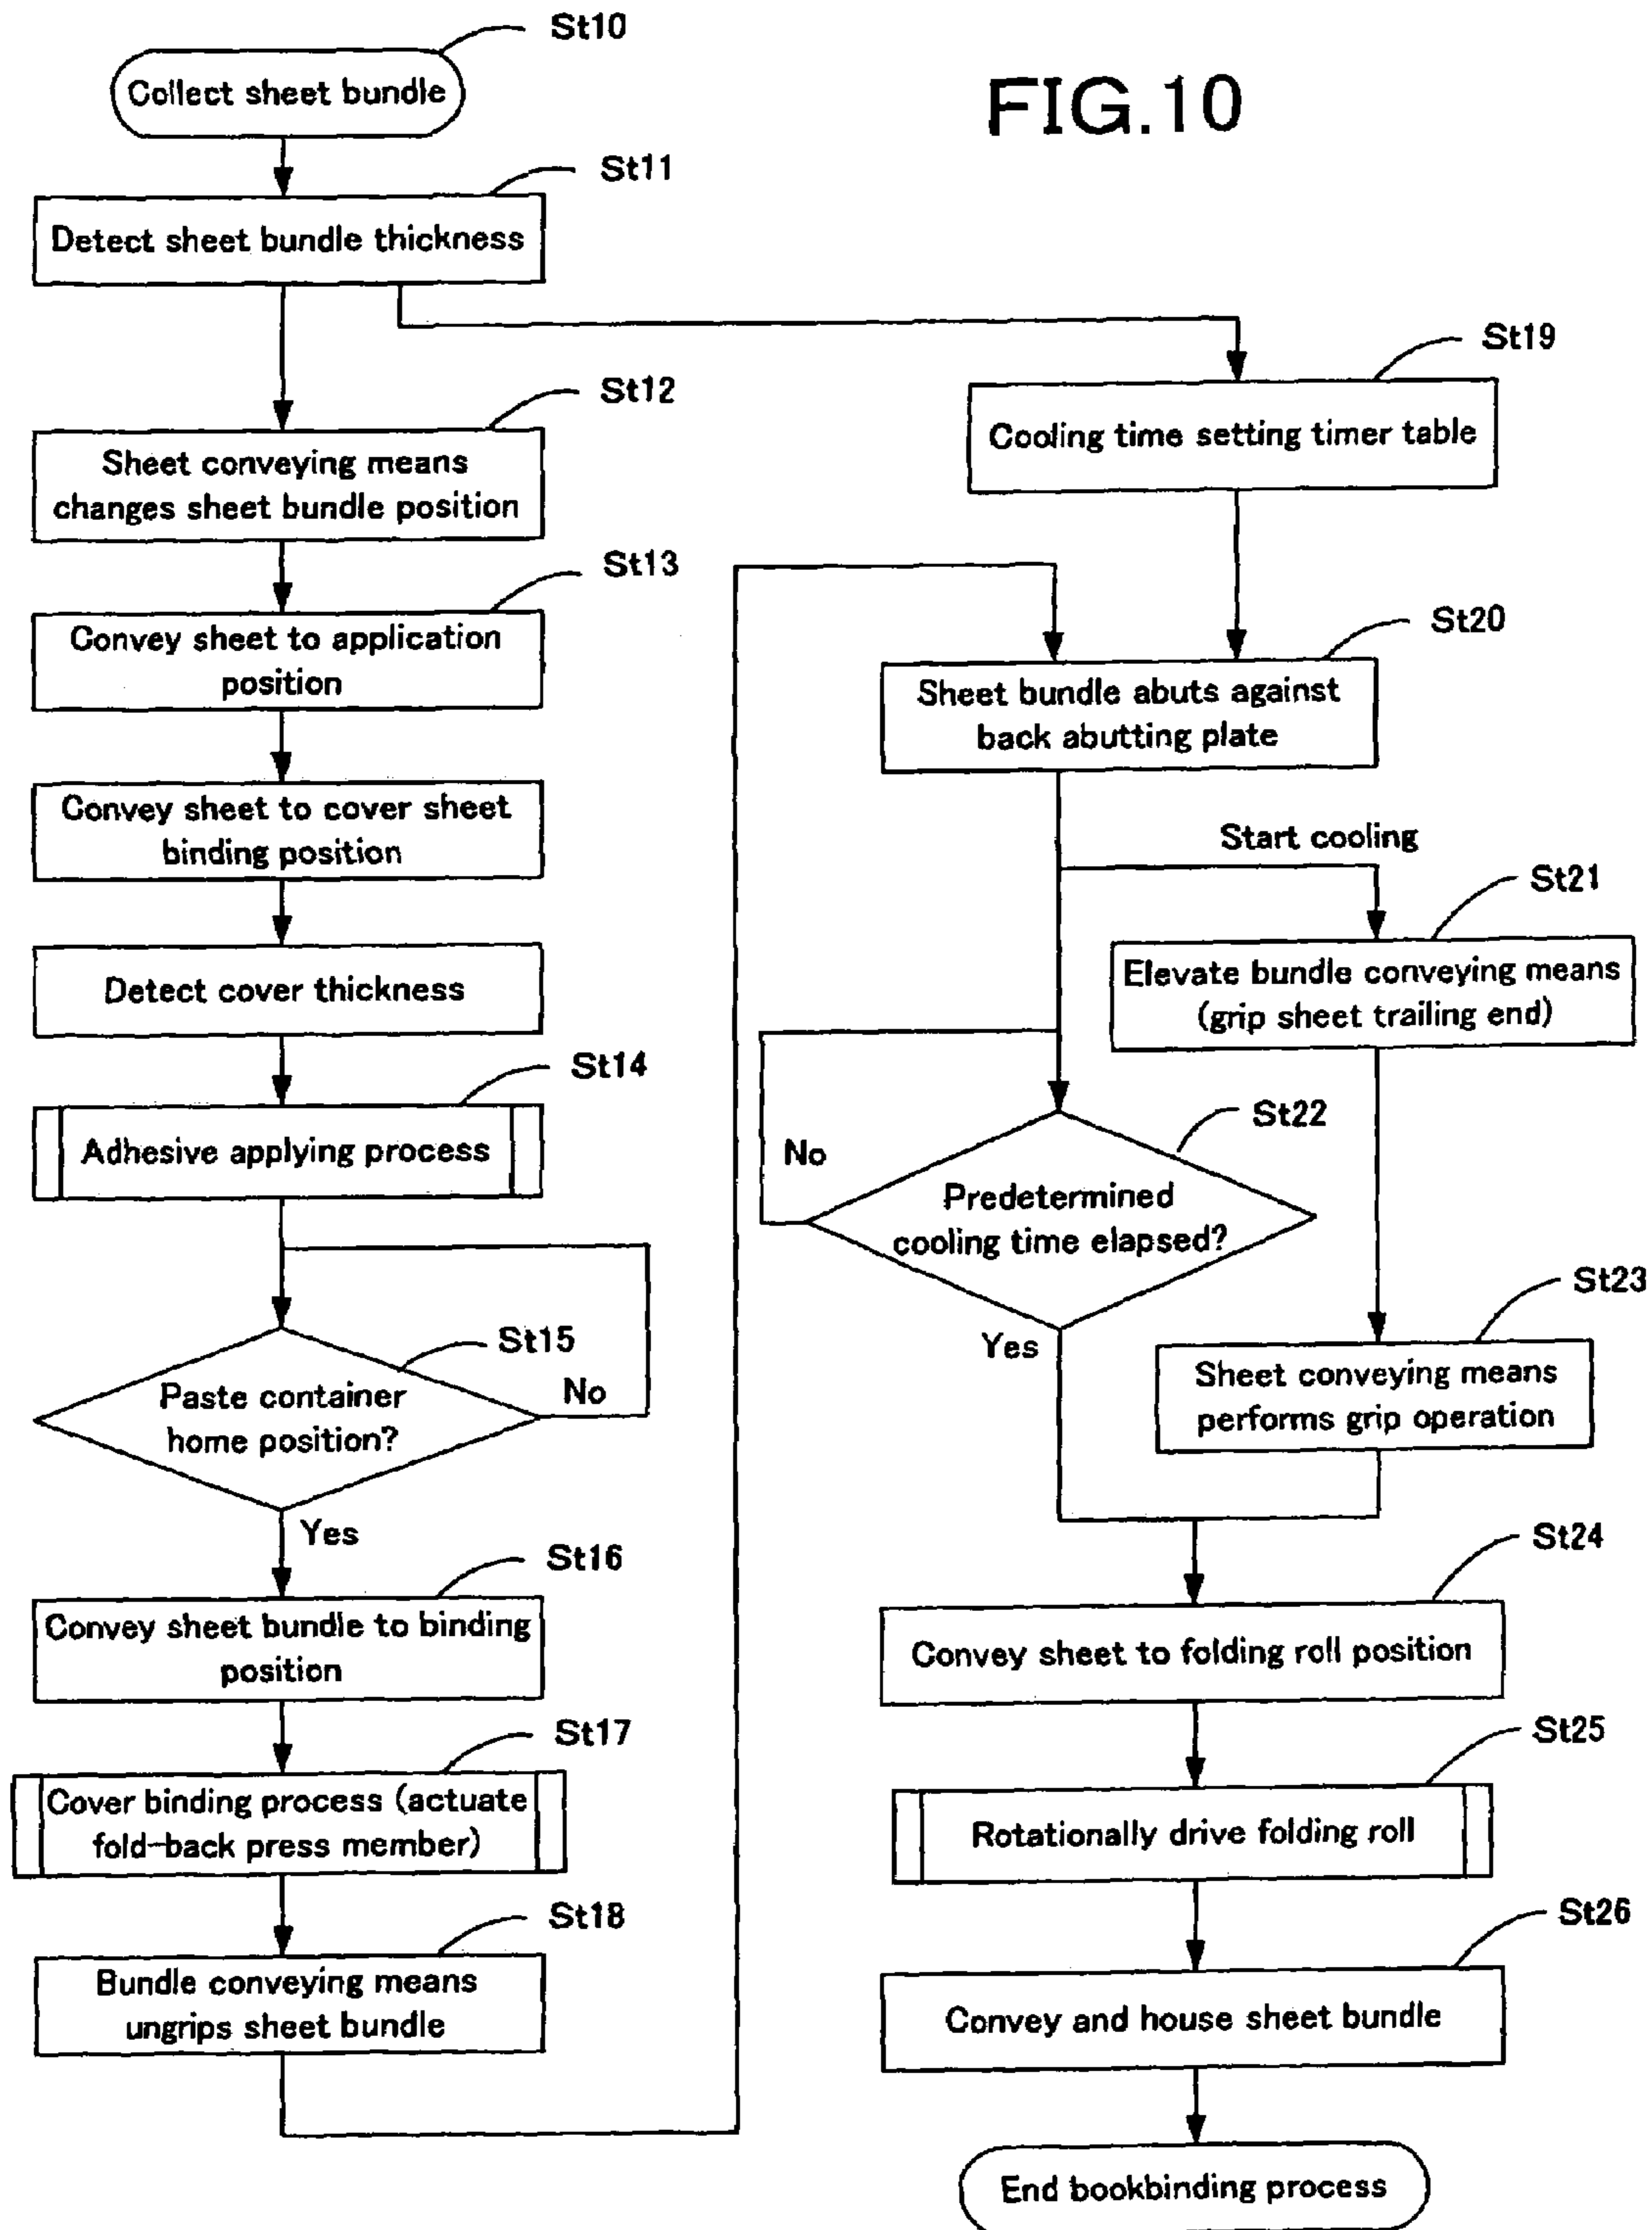 FIG.10
St10
Collect sheet bundle
St11
Detect sheet bundle thickness
St12
Sheet conveying means
changes sheet bundle position
St13
Convey sheet to application
position
Convey sheet to cover sheet
binding position
Detect cover thickness
St14
Adhesive applying process
St15
Paste container
home position?
No
Yes
St16
Convey sheet bundle to binding
position
St17
Cover binding process (actuate
fold-back press member)
St18
Bundle conveying means
ungrips sheet bundle
St19
Cooling time setting timer table
St20
Sheet bundle abuts against
back abutting plate
Start cooling
St21
Elevate bundle conveying means
(grip sheet trailing end)
St22
No
Predetermined
cooling time elapsed?
Yes
St23
Sheet conveying means
performs grip operation
St24
Convey sheet to folding roll position
St25
Rotationally drive folding roll
St26
Convey and house sheet bundle
End bookbinding process